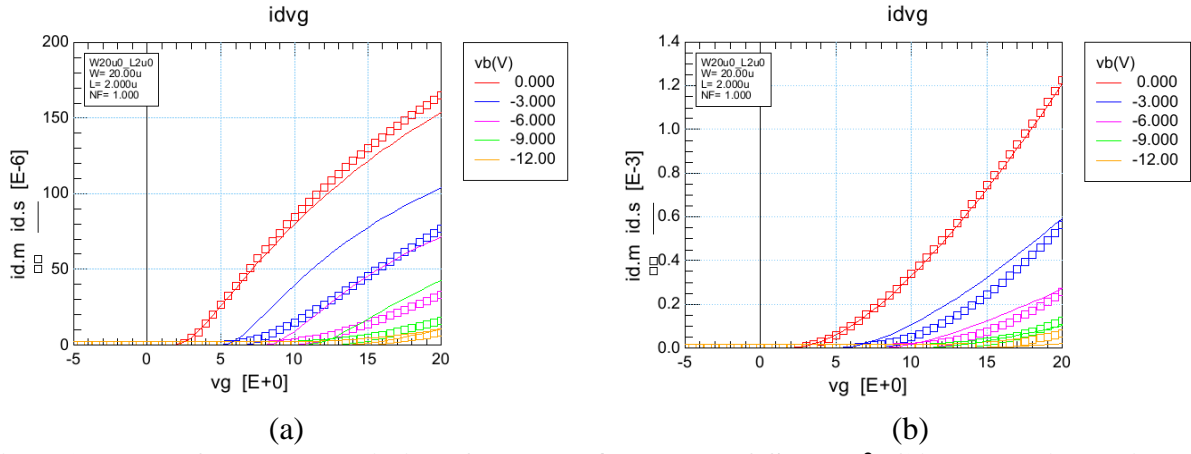 idvg
200
150
100
50
0
id.m id.s [E-6]
W20u0_L2u0
W= 20.00u
L= 2.000u
NF= 1.000
-5 0 5 10 15 20
vg [E+0]
vb(V)
0.000
-3.000
-6.000
-9.000
-12.00
(a)
idvg
1.4
1.2
1.0
0.8
0.6
0.4
0.2
0.0
id.m id.s [E-3]
W20u0_L2u0
W= 20.00u
L= 2.000u
NF= 1.000
-5 0 5 10 15 20
vg [E+0]
vb(V)
0.000
-3.000
-6.000
-9.000
-12.00
(b)